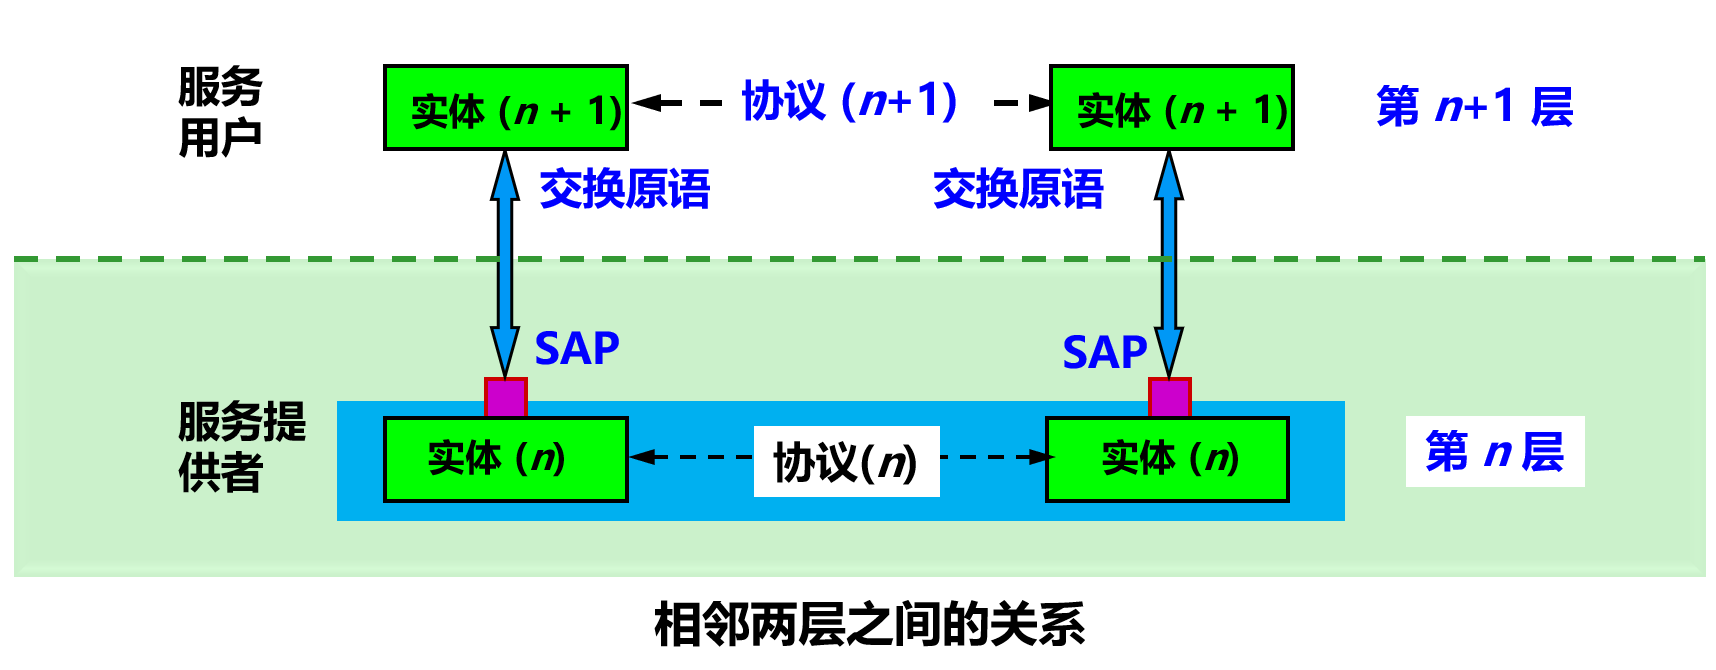 服务
用户
实体 (n + 1)
协议 (n+1)
实体 (n + 1)
第 n+1 层
交换原语
交换原语
SAP
SAP
服务提
供者
实体 (n)
协议(n)
实体 (n)
第 n 层
相邻两层之间的关系